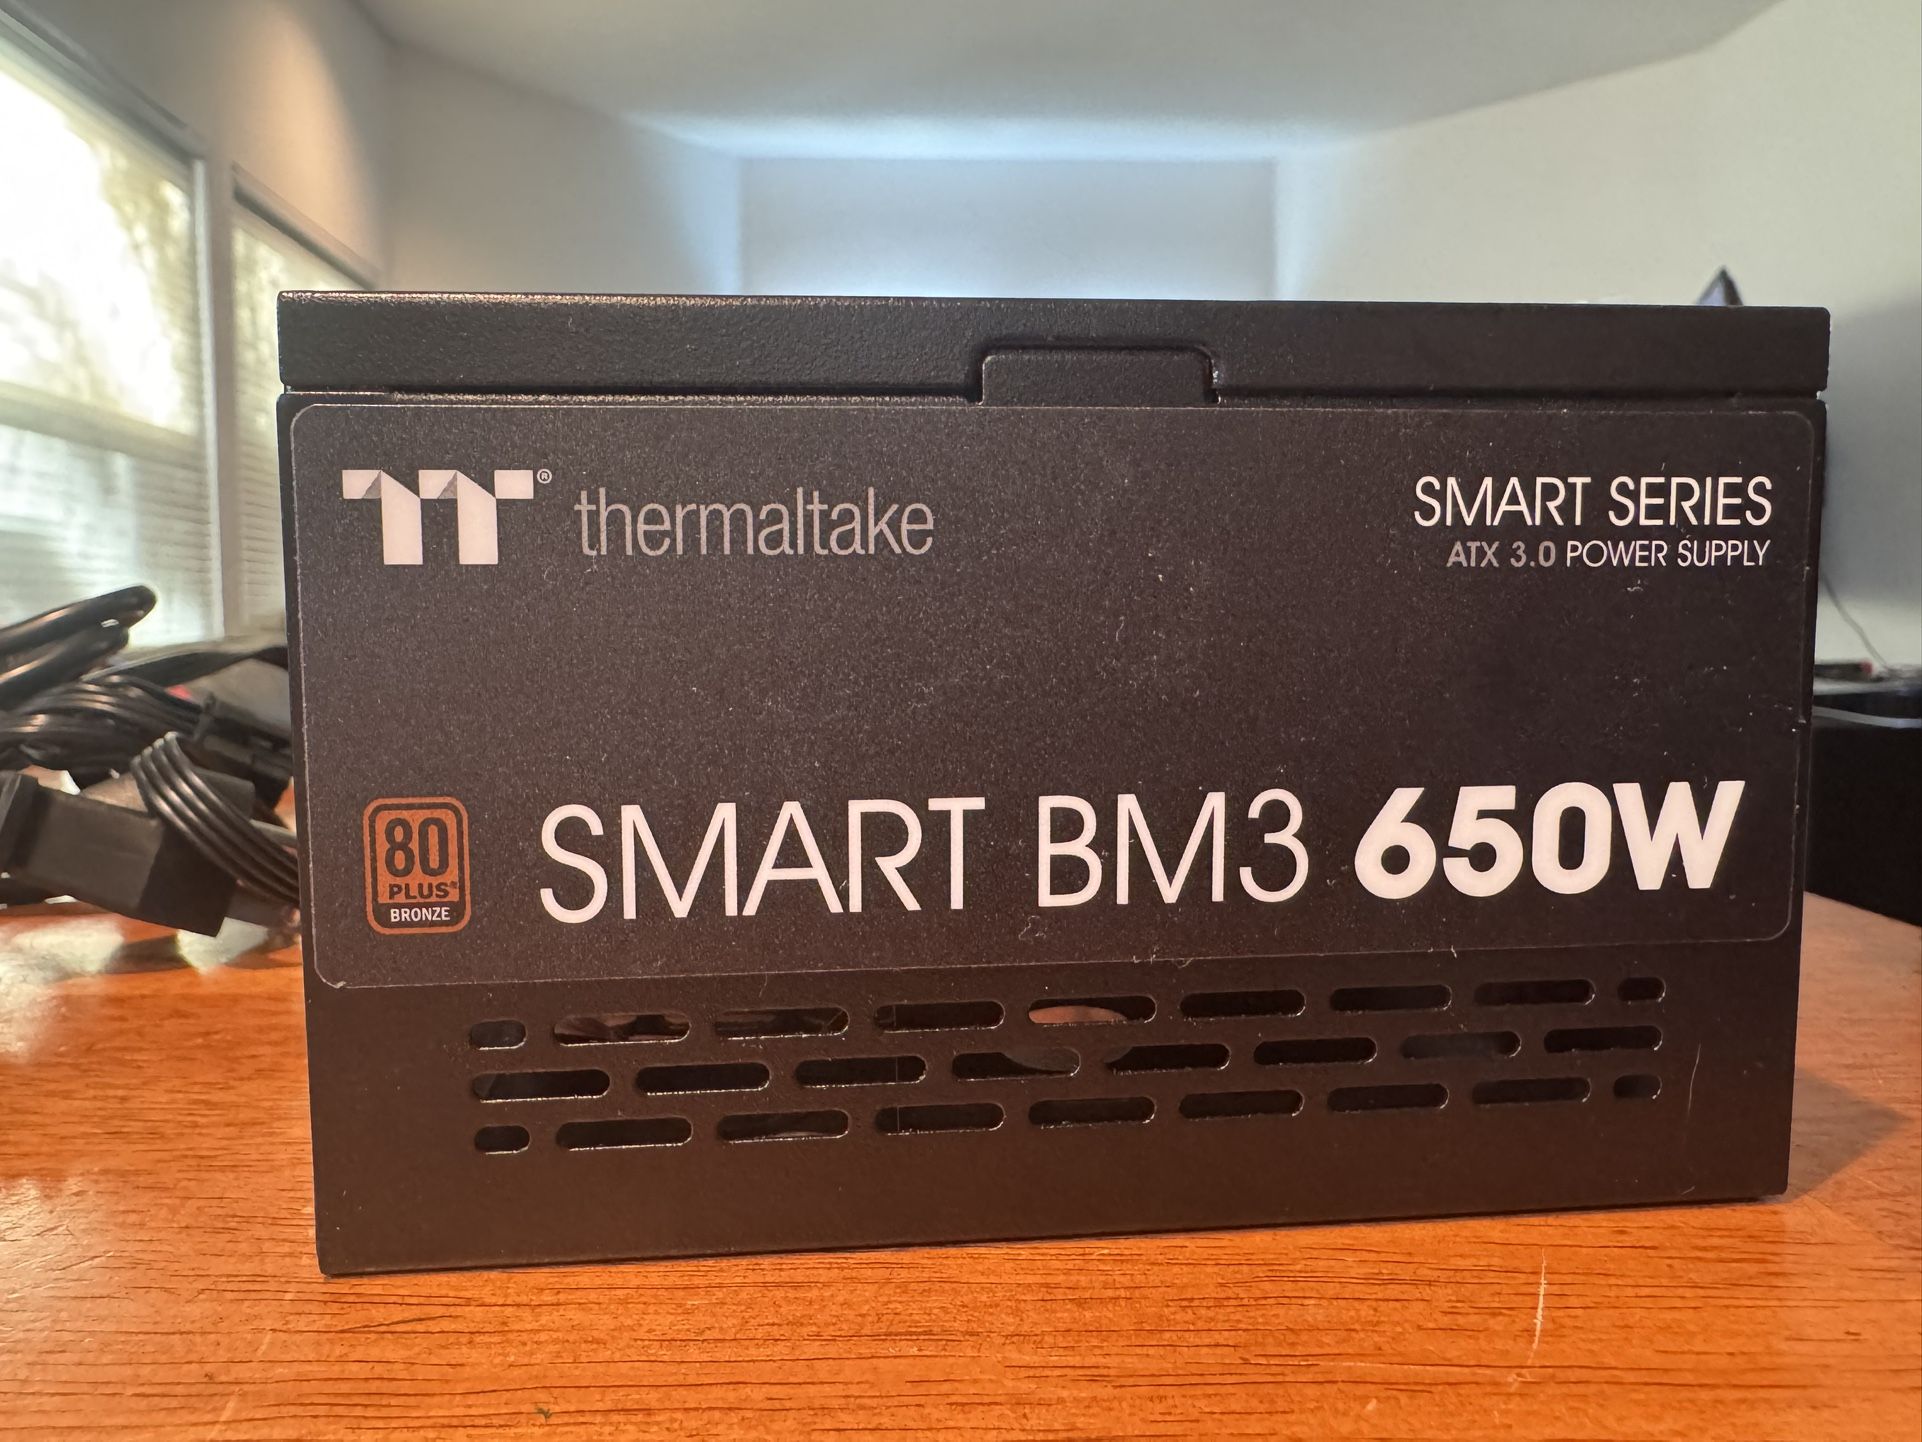 thermaltake
SMART SERIES
ATX 3.0 POWER SUPPLY
80
PLUS®
BRONZE
SMART BM3 650W